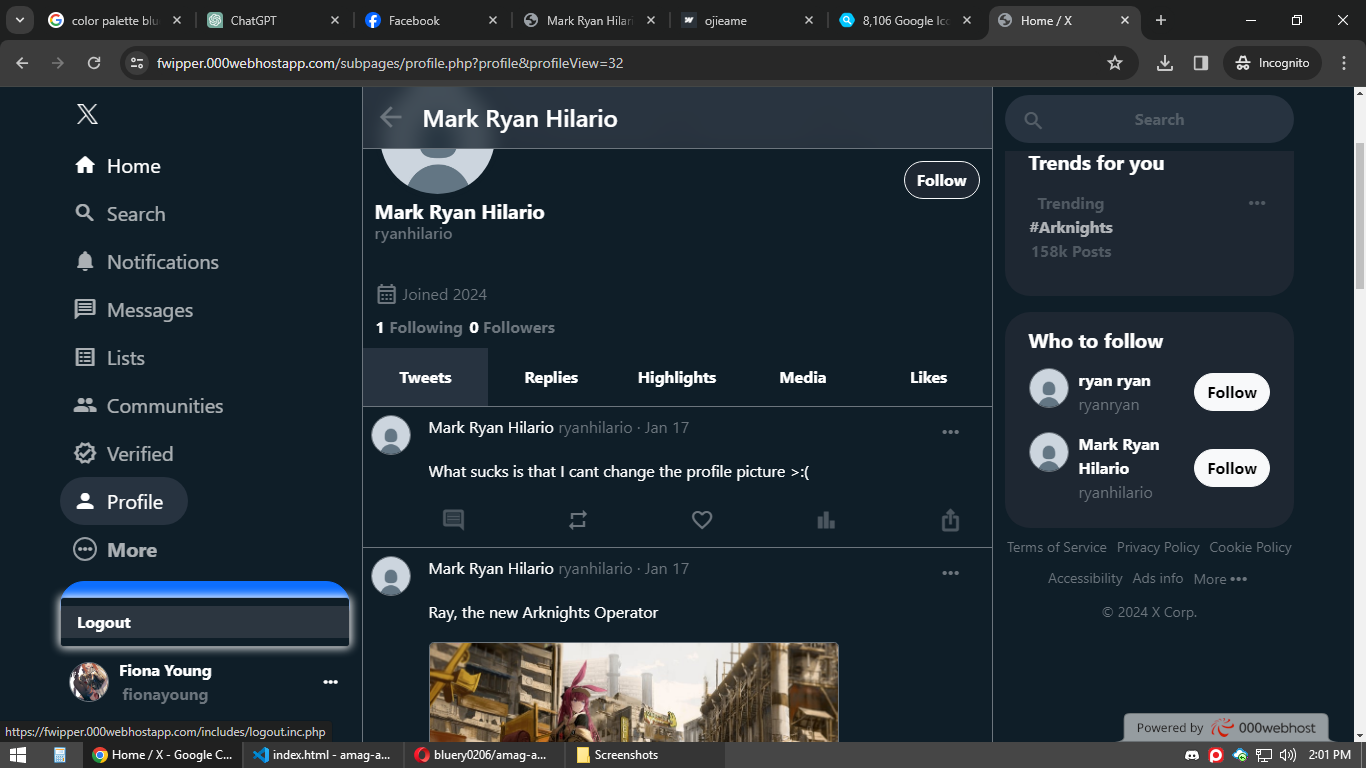 color palette blu
ChatGPT
Facebook
Mark Ryan Hilari
ojieame
8,106 Google Ico
Home / X
fwipper.000webhostapp.com/subpages/profile.php?profile&profileView=32
Incognito
Home
Search
Notifications
Messages
Lists
Communities
Verified
Profile
More
Logout
Fiona Young
fionayoung
https://fwipper.000webhostapp.com/includes/logout.inc.php
Mark Ryan Hilario
Follow
Mark Ryan Hilario
ryanhilario
Joined 2024
1 Following 0 Followers
Tweets Replies Highlights Media Likes
Mark Ryan Hilario ryanhilario · Jan 17
What sucks is that I cant change the profile picture >:(
Mark Ryan Hilario ryanhilario · Jan 17
Ray, the new Arknights Operator
Search
Trends for you
Trending
#Arknights
158k Posts
Who to follow
ryan ryan
ryanryan
Follow
Mark Ryan
Hilario
ryanhilario
Follow
Terms of Service Privacy Policy Cookie Policy
Accessibility Ads info More
© 2024 X Corp.
Powered by 000webhost
Home / X - Google C...
index.html - amag-a...
bluery0206/amag-a...
Screenshots
2:01 PM